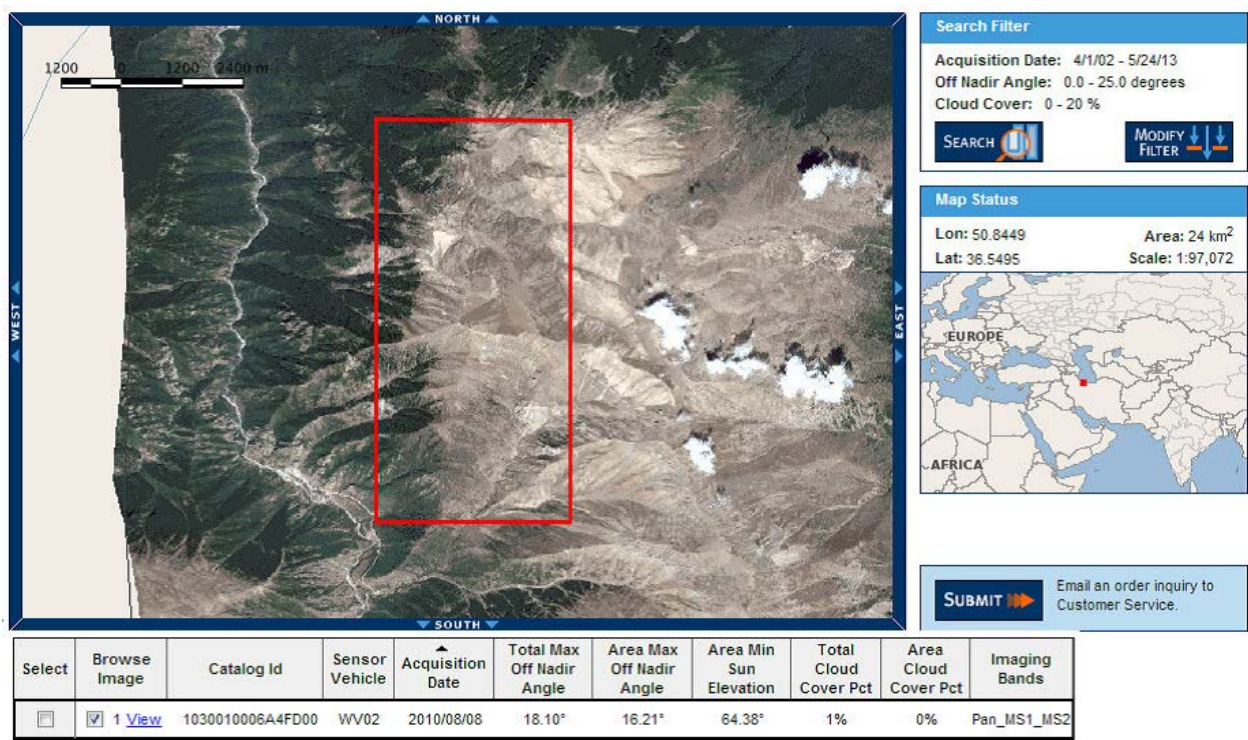 NORTH
1200 0 1200 2400 m
WEST
EAST
SOUTH
Search Filter
Acquisition Date: 4/1/02 - 5/24/13
Off Nadir Angle: 0.0 - 25.0 degrees
Cloud Cover: 0 - 20 %
SEARCH
MODIFY FILTER
Map Status
Lon: 50.8449 Area: 24 km2
Lat: 36.5495 Scale: 1:97,072
EUROPE
AFRICA
SUBMIT
Email an order inquiry to
Customer Service.
Select Browse Image Catalog Id Sensor Vehicle Acquisition Date Total Max Off Nadir Angle Area Max Off Nadir Angle Area Min Sun Elevation Total Cloud Cover Pct Area Cloud Cover Pct Imaging Bands
1 View 1030010006A4FD00 WV02 2010/08/08 18.10° 16.21° 64.38° 1% 0% Pan_MS1_MS2